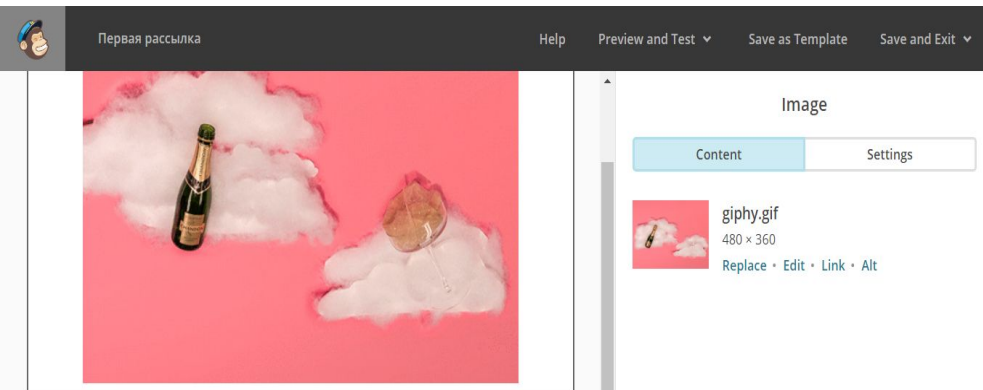 Первая рассылка
Help
Preview and Test
Save as Template
Save and Exit
Image
Content
Settings
giphy.gif
480 × 360
Replace • Edit • Link • Alt